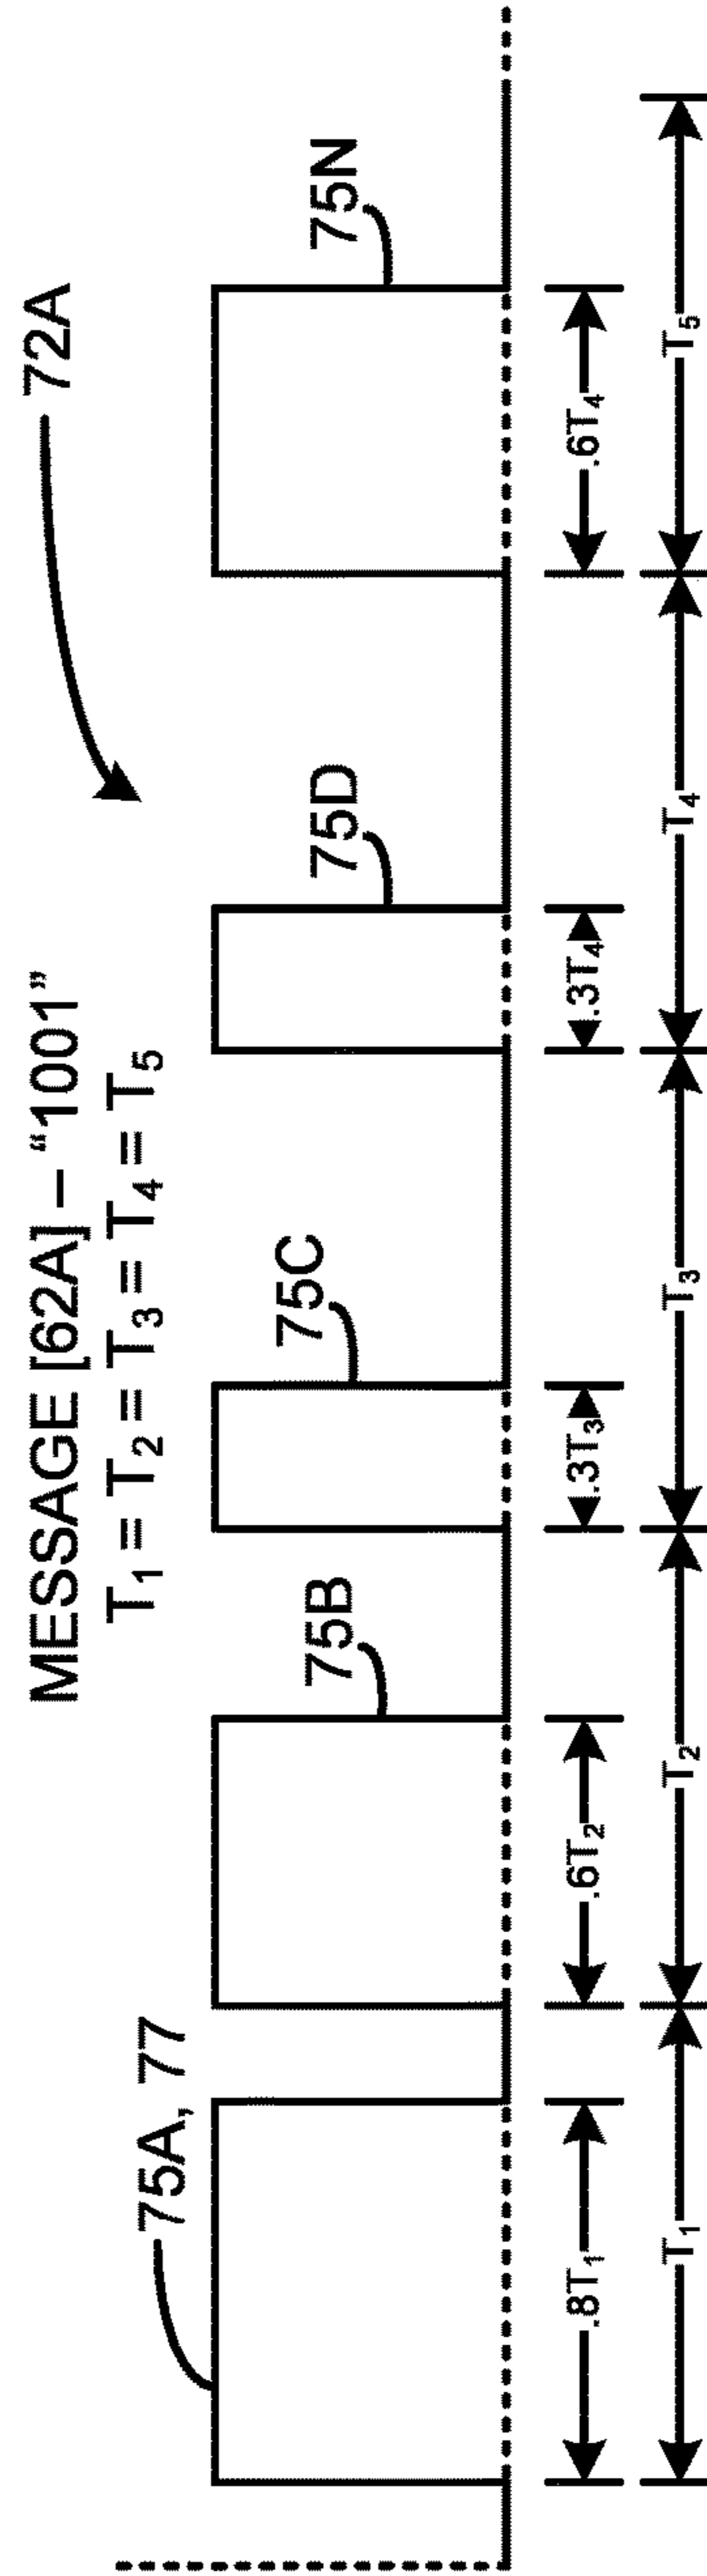 MESSAGE [62A] – “1001”
T₁ = T₂ = T₃ = T₄ = T₅
72A
75A, 77
75B
75C
75D
75N
.8T₁
.6T₂
.3T₃
.3T₄
.6T₄
T₁
T₂
T₃
T₄
T₅